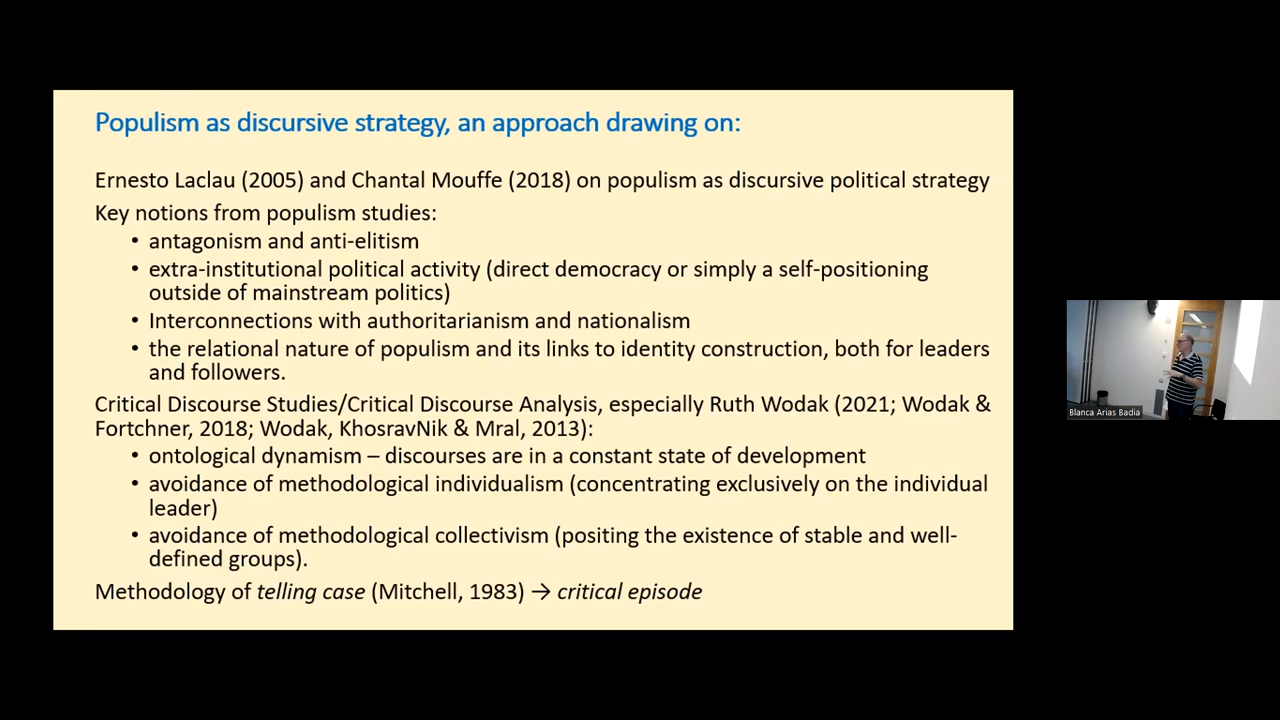 Populism as discursive strategy, an approach drawing on:
Ernesto Laclau (2005) and Chantal Mouffe (2018) on populism as discursive political strategy
Key notions from populism studies:
• antagonism and anti-elitism
• extra-institutional political activity (direct democracy or simply a self-positioning
outside of mainstream politics)
• Interconnections with authoritarianism and nationalism
• the relational nature of populism and its links to identity construction, both for leaders
and followers.
Critical Discourse Studies/Critical Discourse Analysis, especially Ruth Wodak (2021; Wodak &
Fortchner, 2018; Wodak, KhosravNik & Mral, 2013):
• ontological dynamism – discourses are in a constant state of development
• avoidance of methodological individualism (concentrating exclusively on the individual
leader)
• avoidance of methodological collectivism (positing the existence of stable and well-
defined groups).
Methodology of telling case (Mitchell, 1983) → critical episode
Blanca Arias Badia